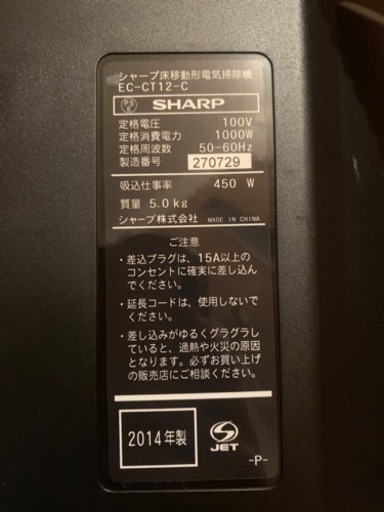 シャープ床移動形電気掃除機
EC-CT12-C
PS E SHARP
定格電圧 100V
定格消費電力 1000W
定格周波数 50-60Hz
製造番号 270729
吸込仕事率 450 W
質量 5.0kg
シャープ株式会社 MADE IN CHINA
ご注意
・差込プラグは、15A以上の
コンセントに確実に差し込ん
でください。
・延長コードは、使用しないで
ください。
・差し込みがゆるくグラグラし
ていると、過熱や火災の原因
となります。必ずお買い上げ
の販売店にご相談ください。
2014年製
JET
-P-